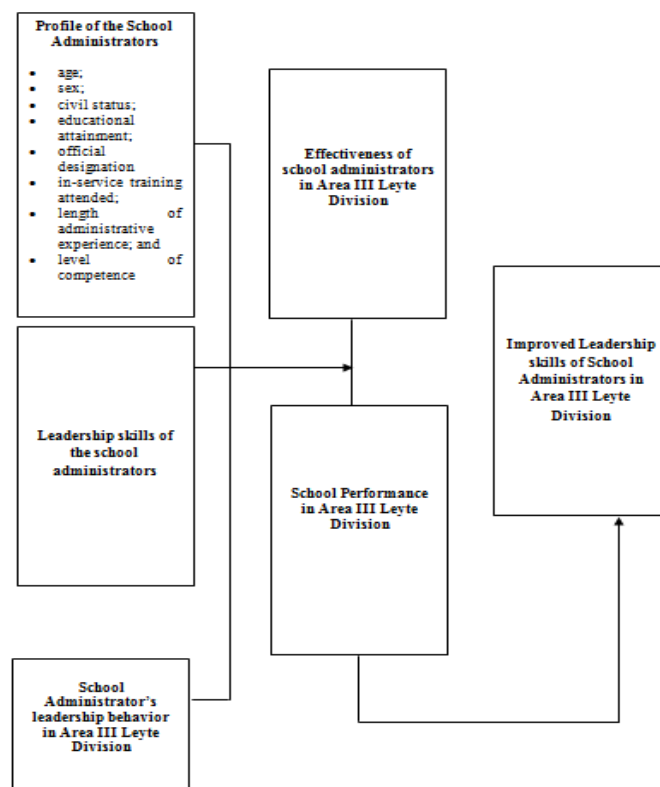 Profile of the School
Administrators
• age;
• sex;
• civil status;
• educational
attainment;
• official
designation
• in-service training
attended;
• length of
administrative
experience; and
• level of
competence
Effectiveness of
school administrators
in Area III Leyte
Division
Improved Leadership
skills of School
Administrators in
Area III Leyte
Division
Leadership skills of
the school
administrators
School Performance
in Area III Leyte
Division
School
Administrator's
leadership behavior
in Area III Leyte
Division